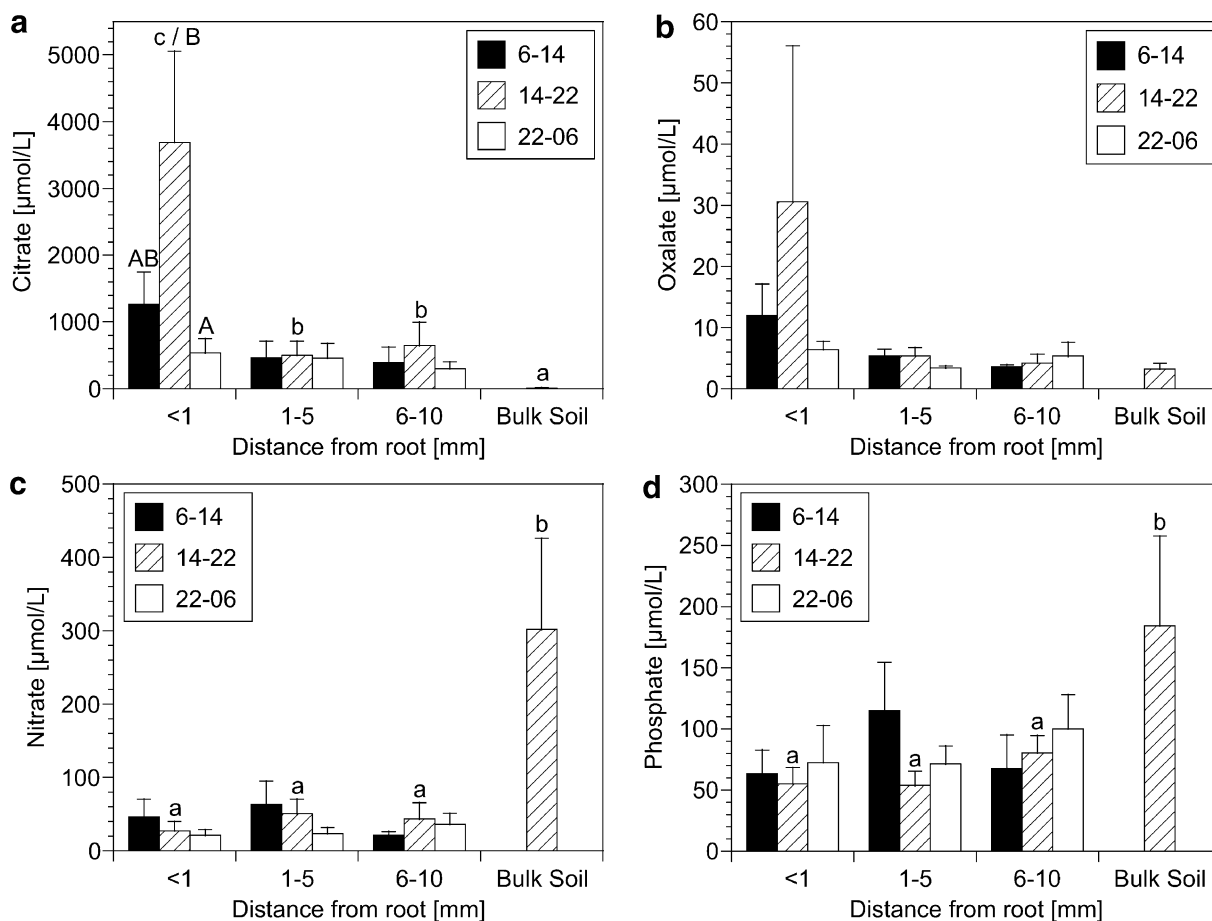 a
Citrate [µmol/L]
5000
4000
3000
2000
1000
0
c / B
AB
A
b
b
a
6-14
14-22
22-06
<1 1-5 6-10 Bulk Soil
Distance from root [mm]
b
Oxalate [µmol/L]
60
50
40
30
20
10
0
6-14
14-22
22-06
<1 1-5 6-10 Bulk Soil
Distance from root [mm]
c
Nitrate [µmol/L]
500
400
300
200
100
0
6-14
14-22
22-06
a
a
a
b
<1 1-5 6-10 Bulk Soil
Distance from root [mm]
d
Phosphate [µmol/L]
300
250
200
150
100
50
0
6-14
14-22
22-06
a
a
a
b
<1 1-5 6-10 Bulk Soil
Distance from root [mm]